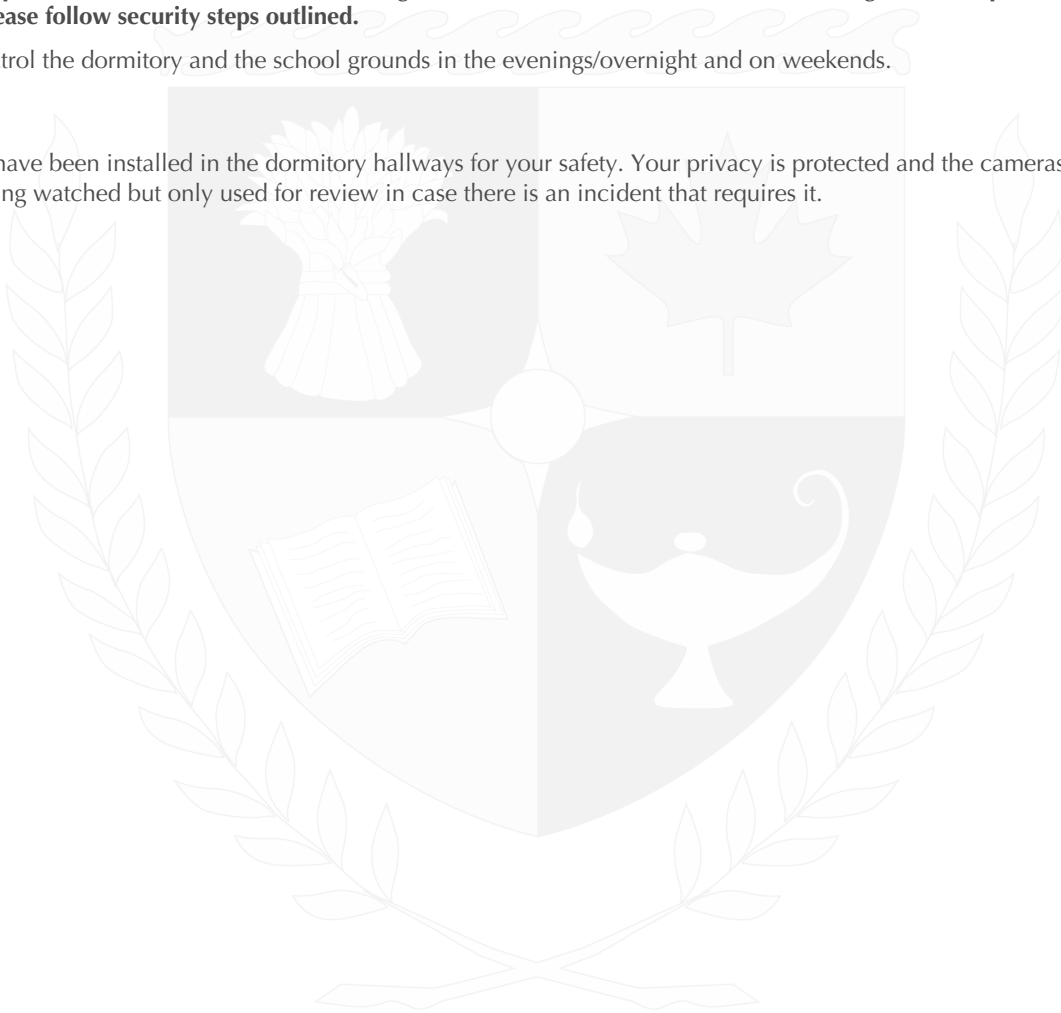 ease follow security steps outlined.
trol the dormitory and the school grounds in the evenings/overnight and on weekends.
have been installed in the dormitory hallways for your safety. Your privacy is protected and the cameras
ng watched but only used for review in case there is an incident that requires it.